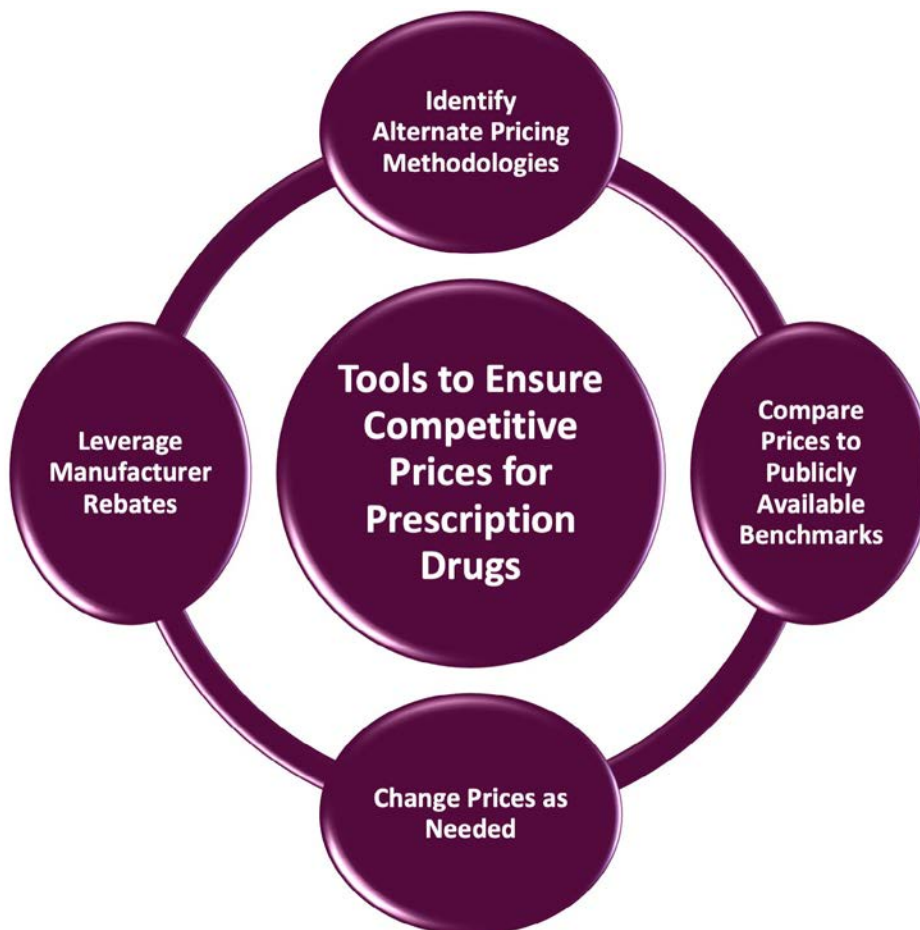 Identify
Alternate Pricing
Methodologies
Tools to Ensure
Competitive
Prices for
Prescription
Drugs
Compare
Prices to
Publicly
Available
Benchmarks
Change Prices as
Needed
Leverage
Manufacturer
Rebates